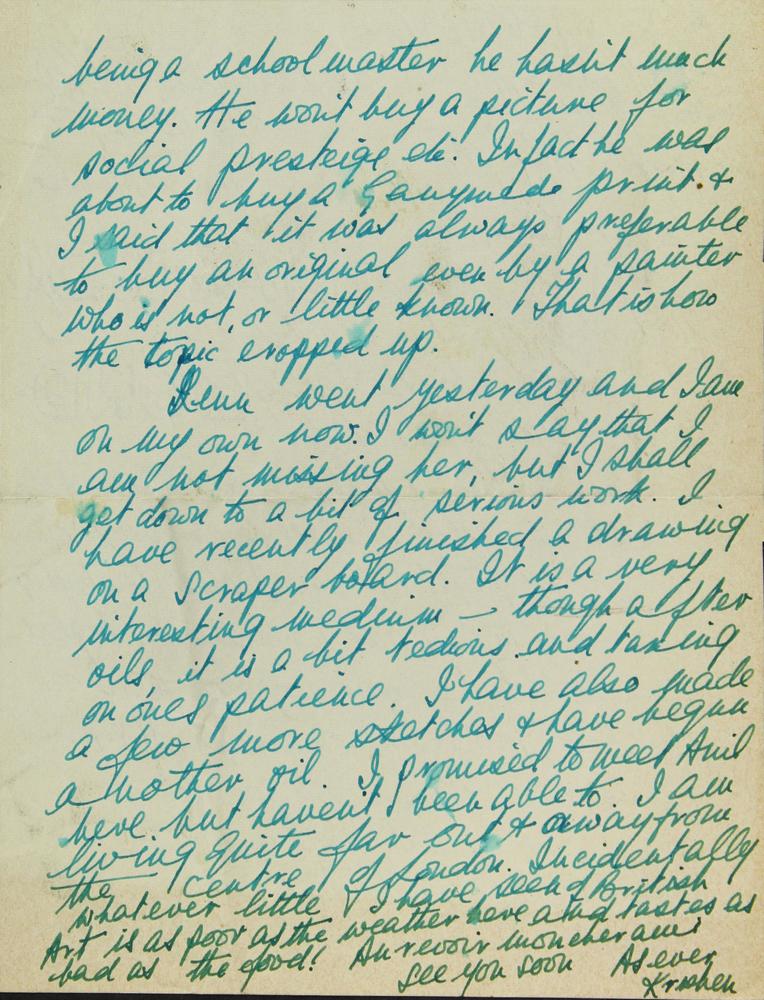 being a schoolmaster he hasn't much
money. He won't buy a picture for
social presteige etc. In fact he was
about to buy a Ganymede print. &
I said that it was always preferable
to buy an original even by a painter
who is not, or little known. That is how
the topic cropped up.
Renu went yesterday and I am
on my own now. I won't say that I
am not missing her, but I shall
get down to a bit of serious work. I
have recently finished a drawing
on a scraper board. It is a very
interesting medium – though after
oils, it is a bit tedious and taxing
on ones patience. I have also made
a few more sketches & have begun
another oil. I promised to meet Anil
here but haven't been able to. I am
living quite far out & away from
the centre of London. Incidentally
whatever little I have seen of British
Art is as poor as the weather here and tastes as
bad as the food! Au revoir mon cher ami
See you soon As ever
Krishen